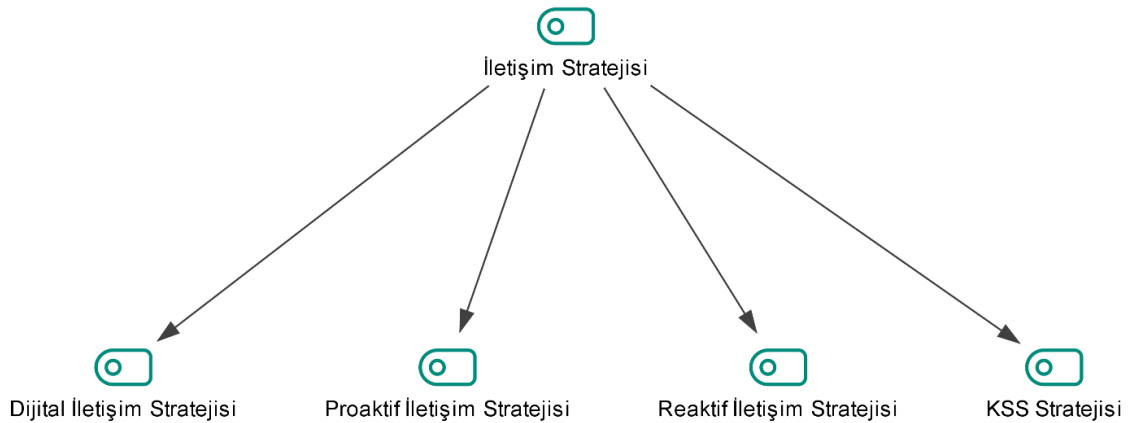 İletişim Stratejisi
Dijital İletişim Stratejisi
Proaktif İletişim Stratejisi
Reaktif İletişim Stratejisi
KSS Stratejisi